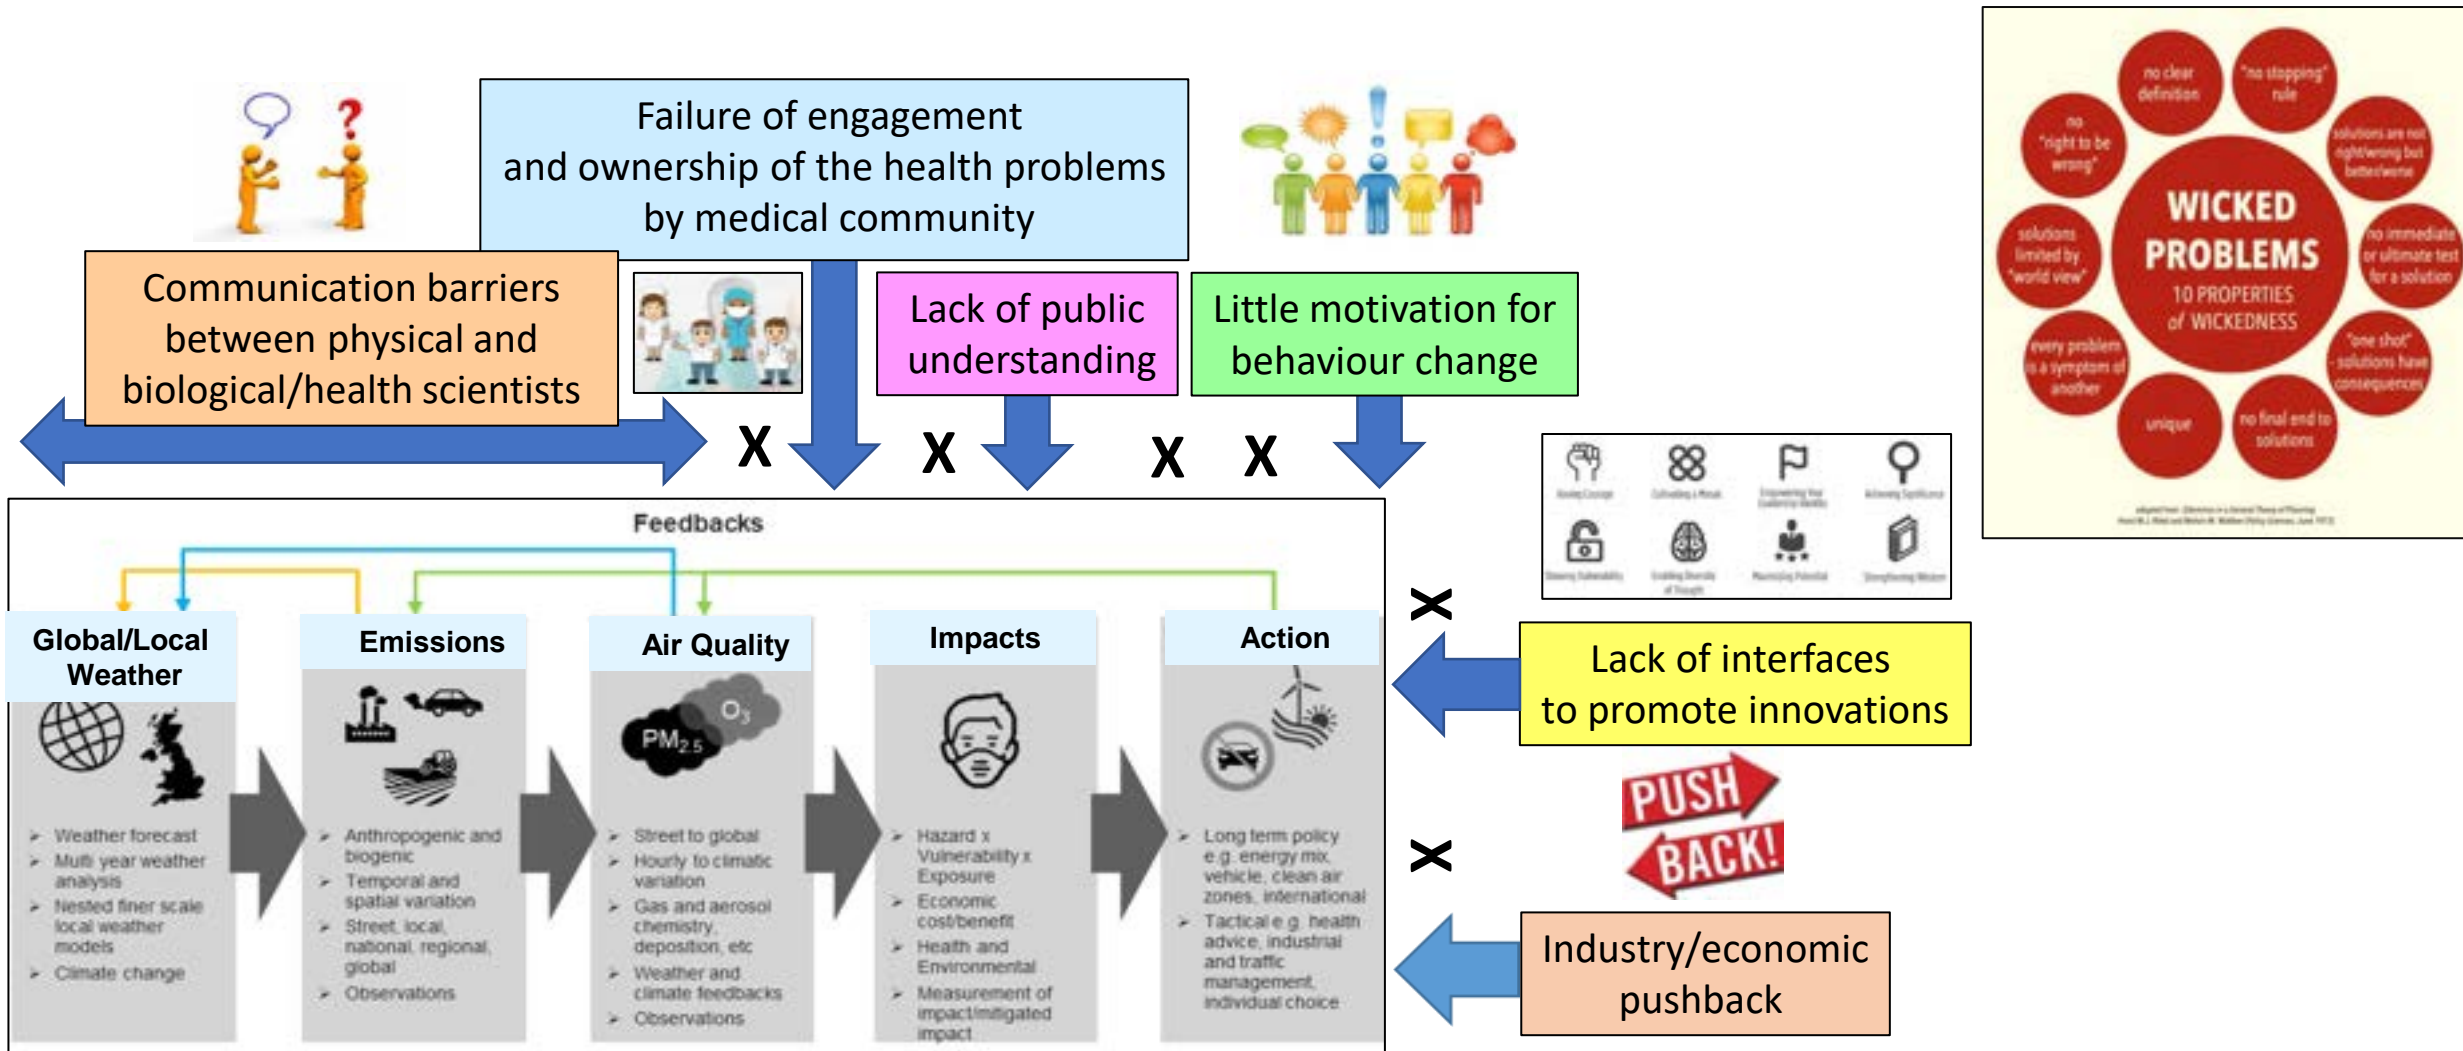 Failure of engagement
and ownership of the health problems
by medical community
Communication barriers
between physical and
biological/health scientists
Lack of public
understanding
Little motivation for
behaviour change
X
X
X
X
no clear
definition
"no stopping"
rule
no
"right to be
wrong"
solutions are not
right/wrong but
better/worse
WICKED
PROBLEMS
10 PROPERTIES
of WICKEDNESS
solutions
limited by
"world view"
no immediate
or ultimate test
for a solution
every problem
is a symptom of
another
"one shot"
- solutions have
consequences
unique
no final end to
solutions
Feedbacks
Global/Local
Weather
➢ Weather forecast
➢ Multi year weather
analysis
➢ Nested finer scale
local weather
models
➢ Climate change
Emissions
➢ Anthropogenic and
biogenic
➢ Temporal and
spatial variation
➢ Street, local,
national, regional,
global
➢ Observations
Air Quality
O3
PM2.5
➢ Street to global
➢ Hourly to climatic
variation
➢ Gas and aerosol
chemistry,
deposition, etc
➢ Weather and
climate feedbacks
➢ Observations
Impacts
➢ Hazard x
Vulnerability x
Exposure
➢ Economic
cost/benefit
➢ Health and
Environmental
➢ Measurement of
impact/mitigated
impact
Action
➢ Long term policy
e.g. energy mix,
vehicle, clean air
zones, international
➢ Tactical e.g. health
advice, industrial
and traffic
management,
individual choice
X
Lack of interfaces
to promote innovations
PUSH
BACK!
X
Industry/economic
pushback